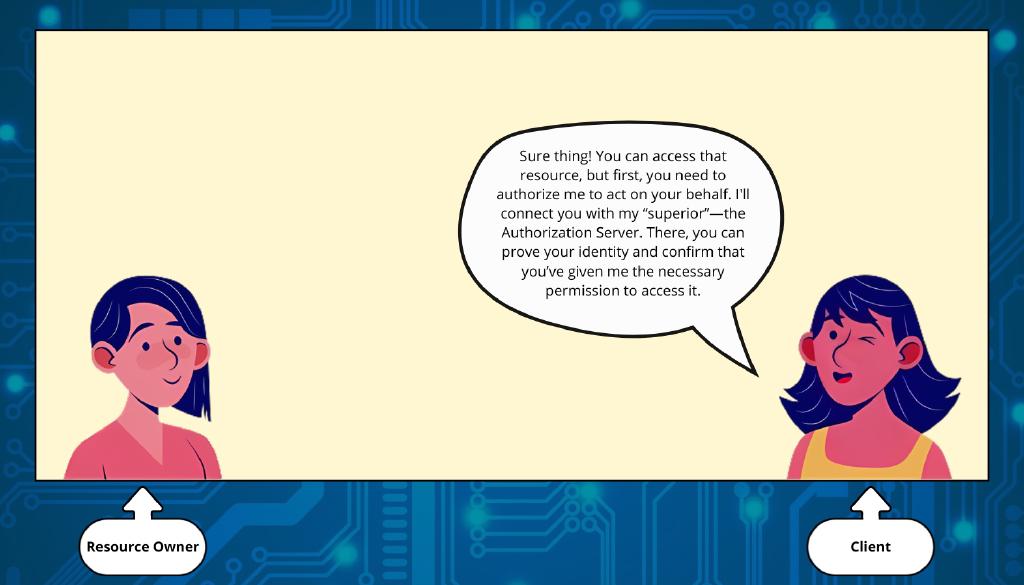 Sure thing! You can access that
resource, but first, you need to
authorize me to act on your behalf. I'll
connect you with my “superior”—the
Authorization Server. There, you can
prove your identity and confirm that
you've given me the necessary
permission to access it.
Resource Owner
Client